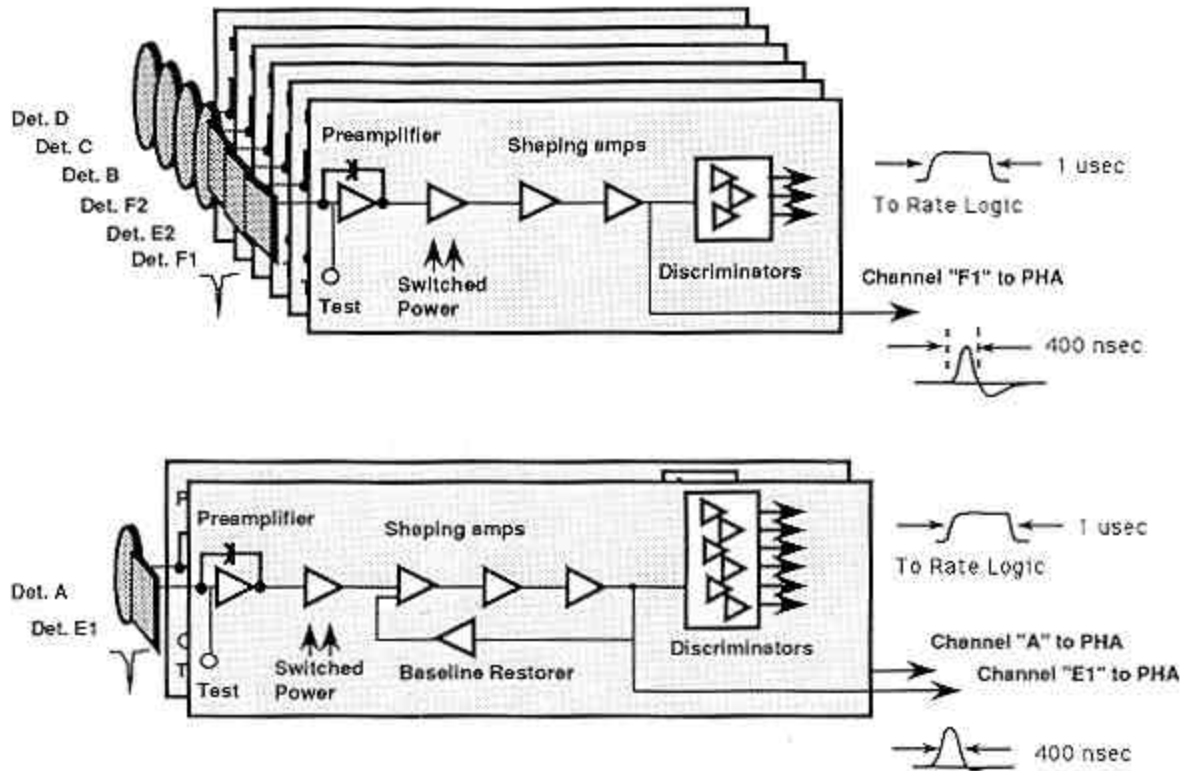 Det. D
Det. C
Det. B
Det. F2
Det. E2
Det. F1
Preamplifier
Shaping amps
Test
Switched
Power
Discriminators
1 usec
To Rate Logic
Channel "F1" to PHA
400 nsec
Det. A
Det. E1
P
C
T
Preamplifier
Shaping amps
Test
Switched
Power
Baseline Restorer
Discriminators
1 usec
To Rate Logic
Channel "A" to PHA
Channel "E1" to PHA
400 nsec